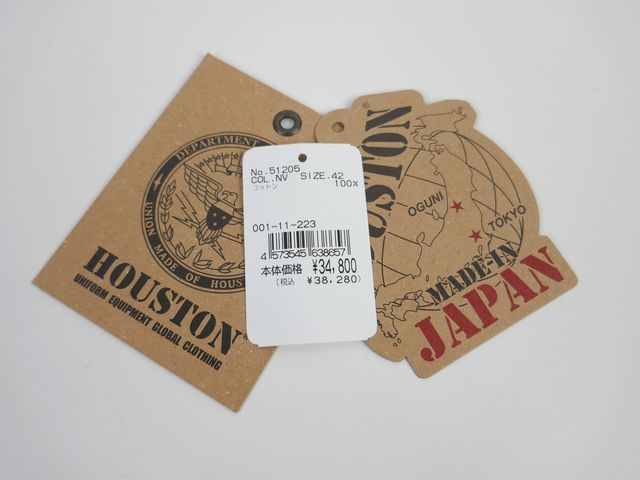 DEPARTMENT
UNION MADE OF HOUS
HOUSTON®
UNIFORM EQUIPMENT GLOBAL CLOTHING
No.51205
COL.NV SIZE.42
コットン 100%
001-11-223
4 573545 638657
本体価格 ¥34,800
(税込 ¥38,280)
OUSTON®
OGUNI
TOKYO
MADE-IN
JAPAN